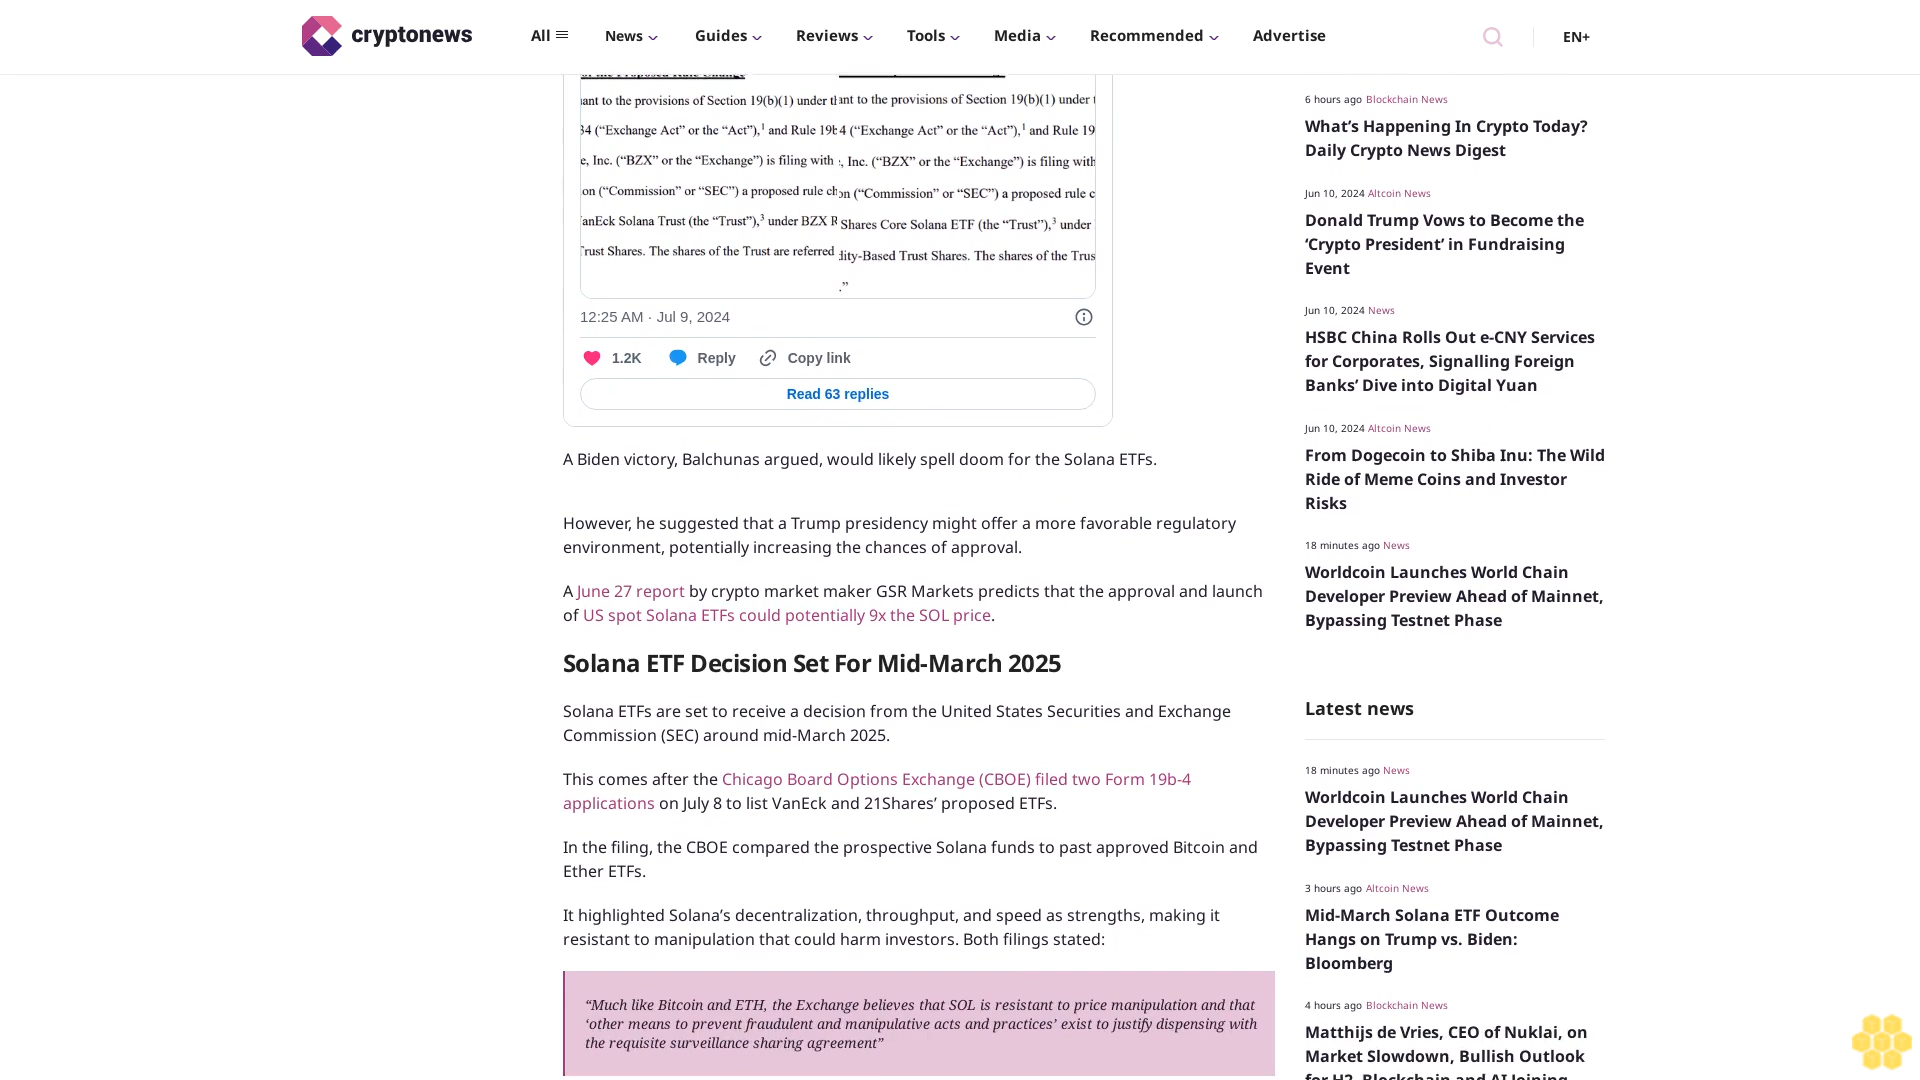 cryptonews
All
News
Guides
Reviews
Tools
Media
Recommended
Advertise
EN+
of the Proposed Rule Change
ant to the provisions of Section 19(b)(1) under th
34 (“Exchange Act” or the “Act”),1 and Rule 19b
e, Inc. (“BZX” or the “Exchange”) is filing with
on (“Commission” or “SEC”) a proposed rule ch
VanEck Solana Trust (the “Trust”),3 under BZX R
Trust Shares. The shares of the Trust are referred
ant to the provisions of Section 19(b)(1) under
4 (“Exchange Act” or the “Act”),1 and Rule 19
, Inc. (“BZX” or the “Exchange”) is filing with
on (“Commission” or “SEC”) a proposed rule c
Shares Core Solana ETF (the “Trust”),3 under
dity-Based Trust Shares. The shares of the Trus
.”
12:25 AM · Jul 9, 2024
1.2K
Reply
Copy link
Read 63 replies
A Biden victory, Balchunas argued, would likely spell doom for the Solana ETFs.
However, he suggested that a Trump presidency might offer a more favorable regulatory
environment, potentially increasing the chances of approval.
A June 27 report by crypto market maker GSR Markets predicts that the approval and launch
of US spot Solana ETFs could potentially 9x the SOL price.
Solana ETF Decision Set For Mid-March 2025
Solana ETFs are set to receive a decision from the United States Securities and Exchange
Commission (SEC) around mid-March 2025.
This comes after the Chicago Board Options Exchange (CBOE) filed two Form 19b-4
applications on July 8 to list VanEck and 21Shares’ proposed ETFs.
In the filing, the CBOE compared the prospective Solana funds to past approved Bitcoin and
Ether ETFs.
It highlighted Solana’s decentralization, throughput, and speed as strengths, making it
resistant to manipulation that could harm investors. Both filings stated:
“Much like Bitcoin and ETH, the Exchange believes that SOL is resistant to price manipulation and that
‘other means to prevent fraudulent and manipulative acts and practices’ exist to justify dispensing with
the requisite surveillance sharing agreement”
6 hours ago Blockchain News
What’s Happening In Crypto Today?
Daily Crypto News Digest
Jun 10, 2024 Altcoin News
Donald Trump Vows to Become the
‘Crypto President’ in Fundraising
Event
Jun 10, 2024 News
HSBC China Rolls Out e-CNY Services
for Corporates, Signalling Foreign
Banks’ Dive into Digital Yuan
Jun 10, 2024 Altcoin News
From Dogecoin to Shiba Inu: The Wild
Ride of Meme Coins and Investor
Risks
18 minutes ago News
Worldcoin Launches World Chain
Developer Preview Ahead of Mainnet,
Bypassing Testnet Phase
Latest news
18 minutes ago News
Worldcoin Launches World Chain
Developer Preview Ahead of Mainnet,
Bypassing Testnet Phase
3 hours ago Altcoin News
Mid-March Solana ETF Outcome
Hangs on Trump vs. Biden:
Bloomberg
4 hours ago Blockchain News
Matthijs de Vries, CEO of Nuklai, on
Market Slowdown, Bullish Outlook
for H2, Blockchain and AI Joining